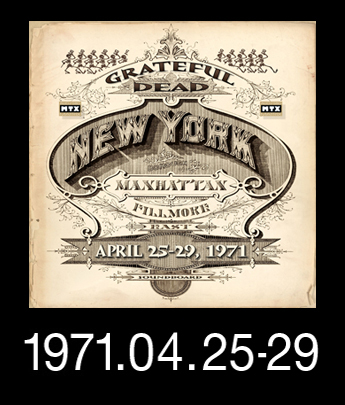 GRATEFUL
DEAD
MTX MTX
NEW YORK
MANHATTAN
FILLMORE
EAST
APRIL 25-29, 1971
SOUNDBOARD
1971.04.25-29